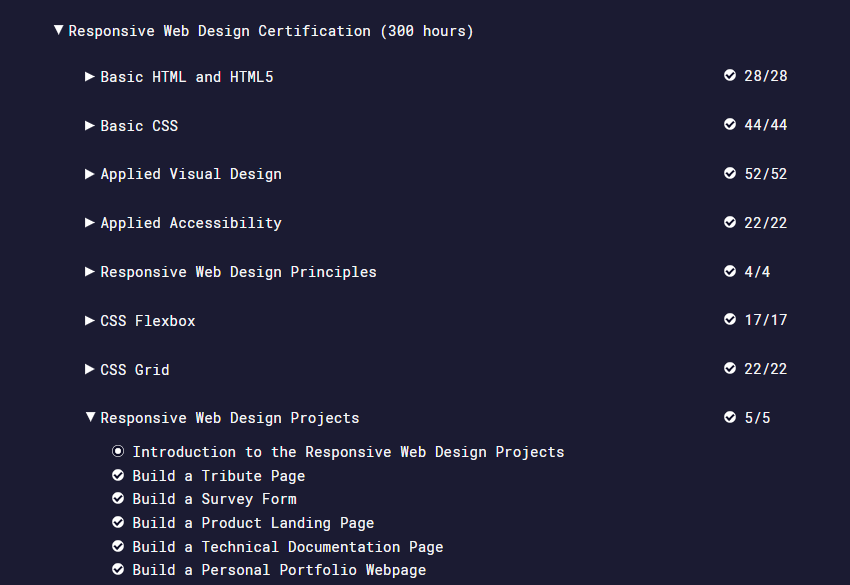 Responsive Web Design Certification (300 hours)
Basic HTML and HTML5 28/28
Basic CSS 44/44
Applied Visual Design 52/52
Applied Accessibility 22/22
Responsive Web Design Principles 4/4
CSS Flexbox 17/17
CSS Grid 22/22
Responsive Web Design Projects 5/5
Introduction to the Responsive Web Design Projects
Build a Tribute Page
Build a Survey Form
Build a Product Landing Page
Build a Technical Documentation Page
Build a Personal Portfolio Webpage